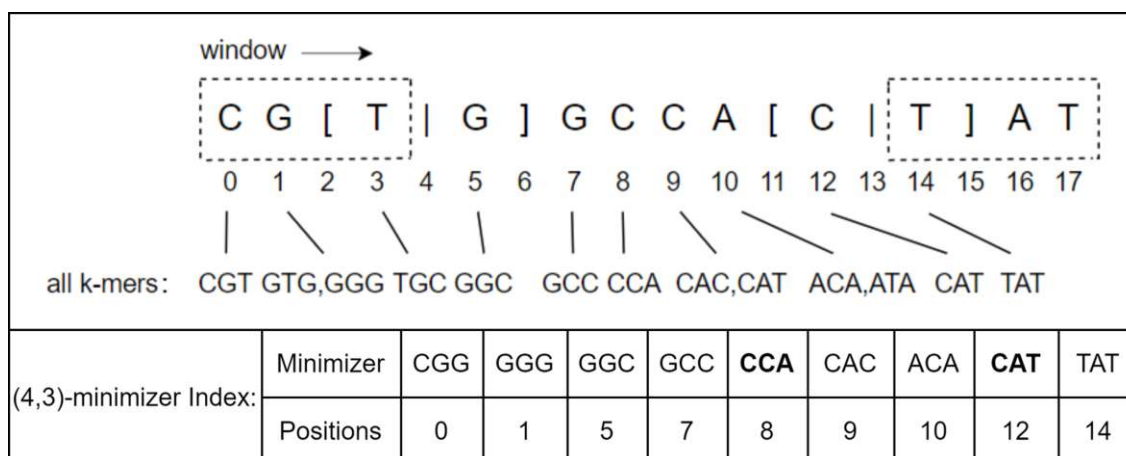 window
C G [ T | G ] G C C A [ C | T ] A T
0 1 2 3 4 5 6 7 8 9 10 11 12 13 14 15 16 17
all k-mers: CGT GTG,GGG TGC GGC GCC CCA CAC,CAT ACA,ATA CAT TAT
(4,3)-minimizer Index:
Minimizer CGG GGG GGC GCC CCA CAC ACA CAT TAT
Positions 0 1 5 7 8 9 10 12 14